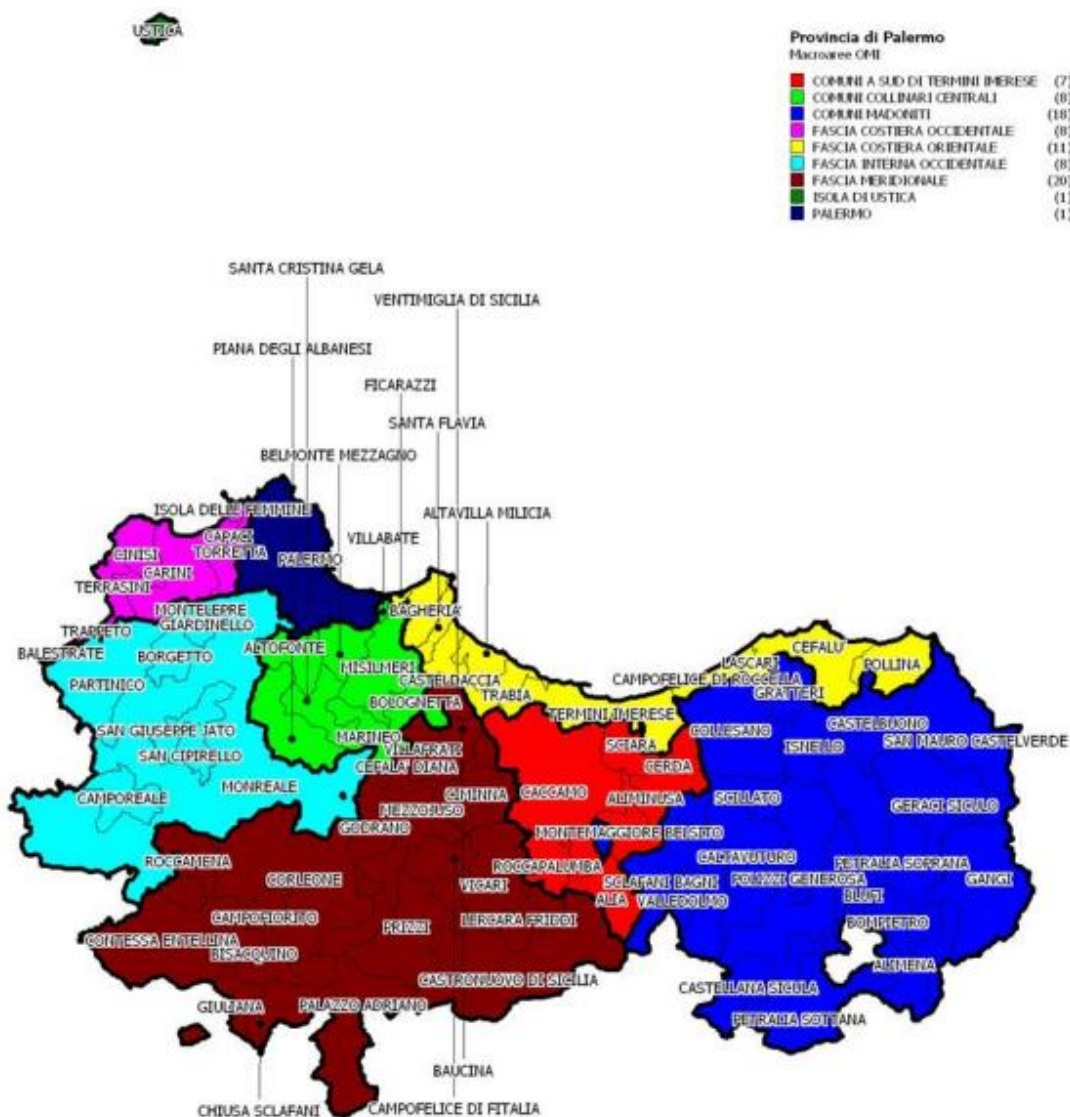 USTICA
Provincia di Palermo
Macroaree OMI
COMUNI A SUD DI TERMINI IMERESE (7)
COMUNI COLLINARI CENTRALI (8)
COMUNI MADONITI (18)
FASCIA COSTIERA OCCIDENTALE (8)
FASCIA COSTIERA ORIENTALE (11)
FASCIA INTERNA OCCIDENTALE (8)
FASCIA MERIDIONALE (20)
ISOLA DI USTICA (1)
PALERMO (1)
SANTA CRISTINA GELA
VENTIMIGLIA DI SICILIA
PIANA DEGLI ALBANESI
FICARAZZI
SANTA FLAVIA
BELMONTE MEZZAGNO
ISOLA DELLE FEMMINE
ALTAVILLA MILICIA
CAPACI
VILLABATE
CINISI
TORRETTA
PALERMO
CARINI
TERRASINI
MONTELEPRE
BAGHERIA
GIARDINELLO
TRAPPETO
ALTOFONTE
BALESTRATE
BORGETTO
MISILMERI
CEFALU'
LASCARI
POLLINA
PARTINICO
CASTELDACCIA
CAMPOFELICE DI ROCCELLA
GRATTERI
BOLOGNETTA
TRABIA
TERMINI IMERESE
SAN GIUSEPPE JATO
MARINEO
COLLESANO
CASTELBUONO
SAN CIPIRELLO
VILLAFRATI
SCIARA
ISNELLO
SAN MAURO CASTELVERDE
CEFALA' DIANA
CERDA
CAMPOREALE
MONREALE
CIMINNA
CACCAMO
ALIMINUSA
SCILLATO
GERACI SICULO
MEZZOJUSO
GODRANO
MONTEMAGGIORE BELSITO
ROCCAMENA
ROCCAPALUMBA
CALTAVUTURO
PETRALIA SOPRANA
CORLEONE
VICARI
SCLAFANI BAGNI
POLIZZI GENEROSA
GANGI
ALIA
VALLEDOLMO
BLUFI
CAMPOFIORITO
PRIZZI
LERCARA FRIDDI
BOMPIETRO
CONTESSA ENTELLINA
BISACQUINO
ALIMENA
CASTRONUOVO DI SICILIA
CASTELLANA SICULA
GIULIANA
PALAZZO ADRIANO
PETRALIA SOTTANA
BAUCINA
CHIUSA SCLAFANI
CAMPOFELICE DI FITALIA